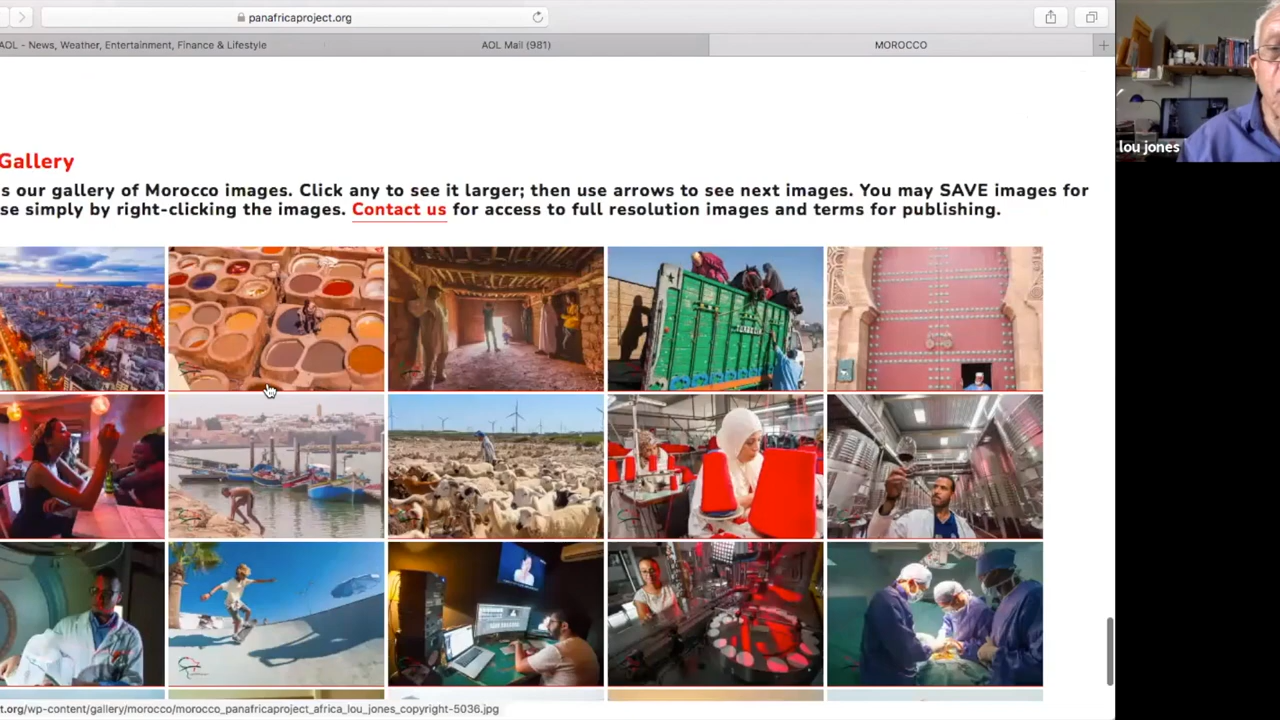 panafricaproject.org
AOL - News, Weather, Entertainment, Finance & Lifestyle
AOL Mail (981)
MOROCCO
lou jones
Gallery
s our gallery of Morocco images. Click any to see it larger; then use arrows to see next images. You may SAVE images for
se simply by right-clicking the images. Contact us for access to full resolution images and terms for publishing.
t.org/wp-content/gallery/morocco/morocco_panafricaproject_africa_lou_jones_copyright-5036.jpg